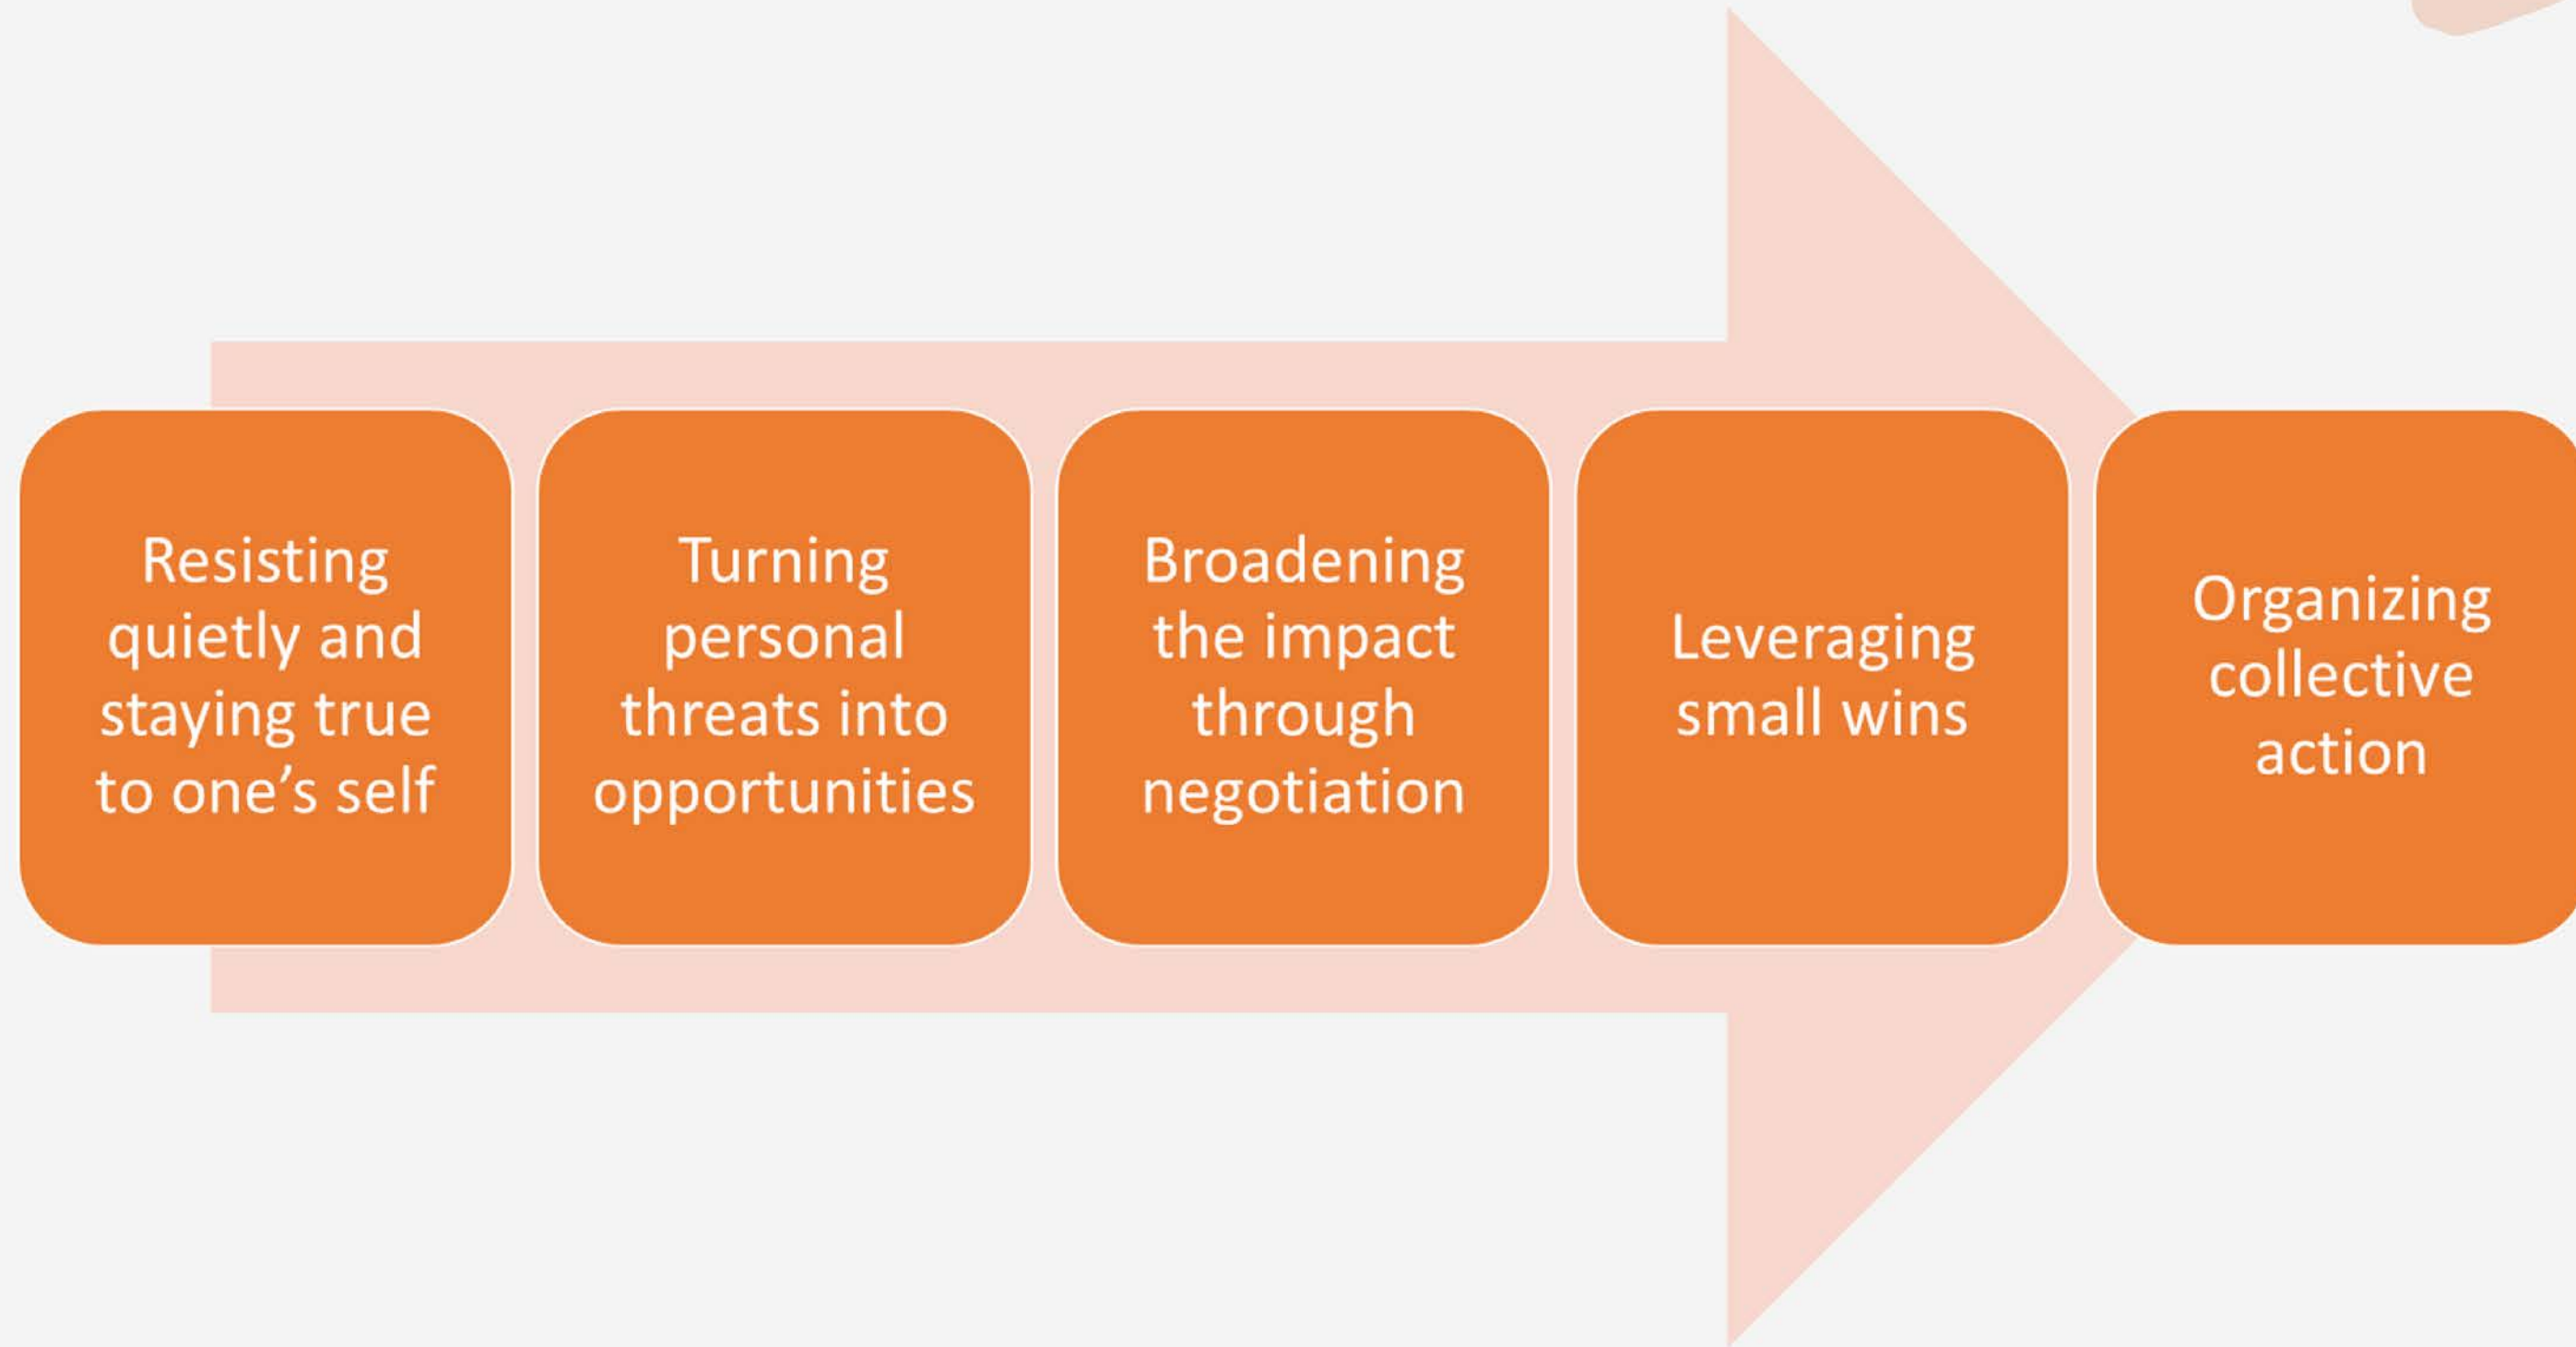 Resisting
quietly and
staying true
to one’s self
Turning
personal
threats into
opportunities
Broadening
the impact
through
negotiation
Leveraging
small wins
Organizing
collective
action